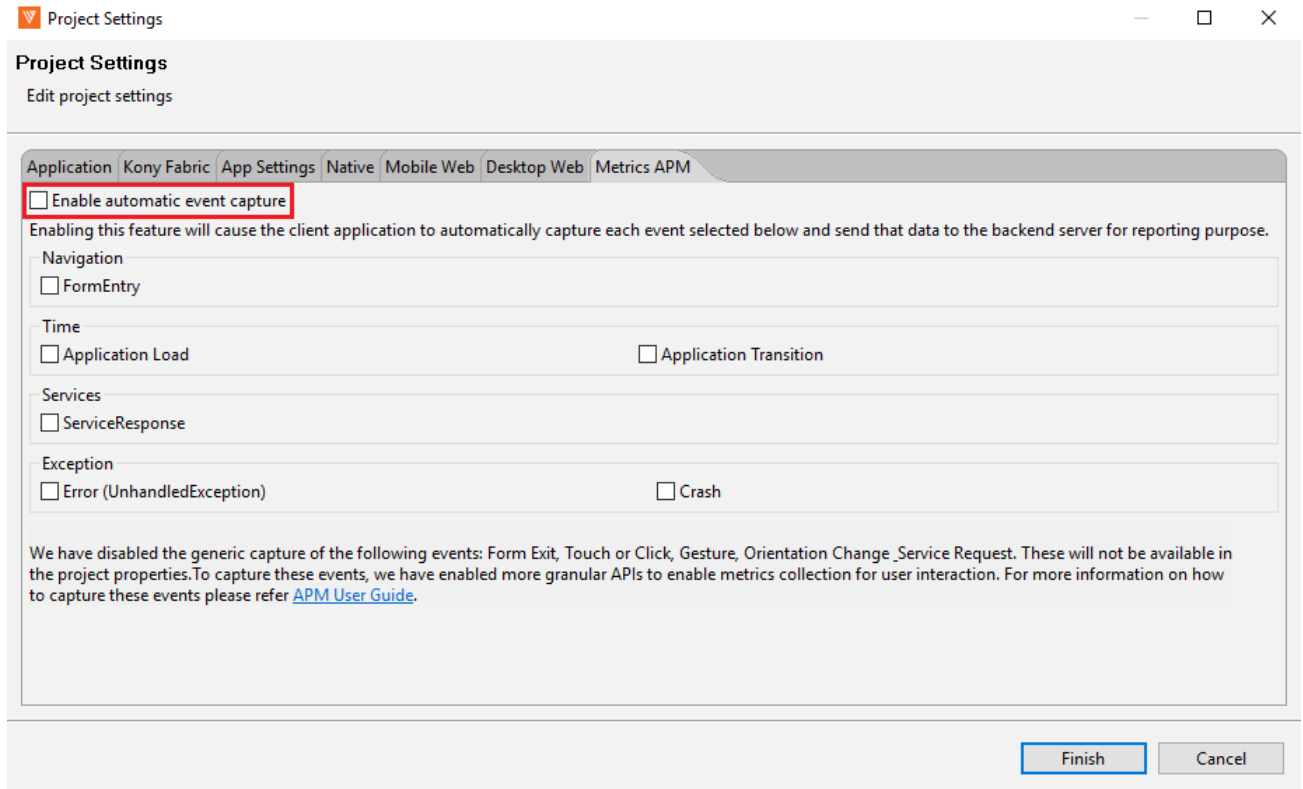 Project Settings
Project Settings
Edit project settings
Application Kony Fabric App Settings Native Mobile Web Desktop Web Metrics APM
Enable automatic event capture
Enabling this feature will cause the client application to automatically capture each event selected below and send that data to the backend server for reporting purpose.
Navigation
FormEntry
Time
Application Load Application Transition
Services
ServiceResponse
Exception
Error (UnhandledException) Crash
We have disabled the generic capture of the following events: Form Exit, Touch or Click, Gesture, Orientation Change ,Service Request. These will not be available in
the project properties.To capture these events, we have enabled more granular APIs to enable metrics collection for user interaction. For more information on how
to capture these events please refer APM User Guide.
Finish Cancel